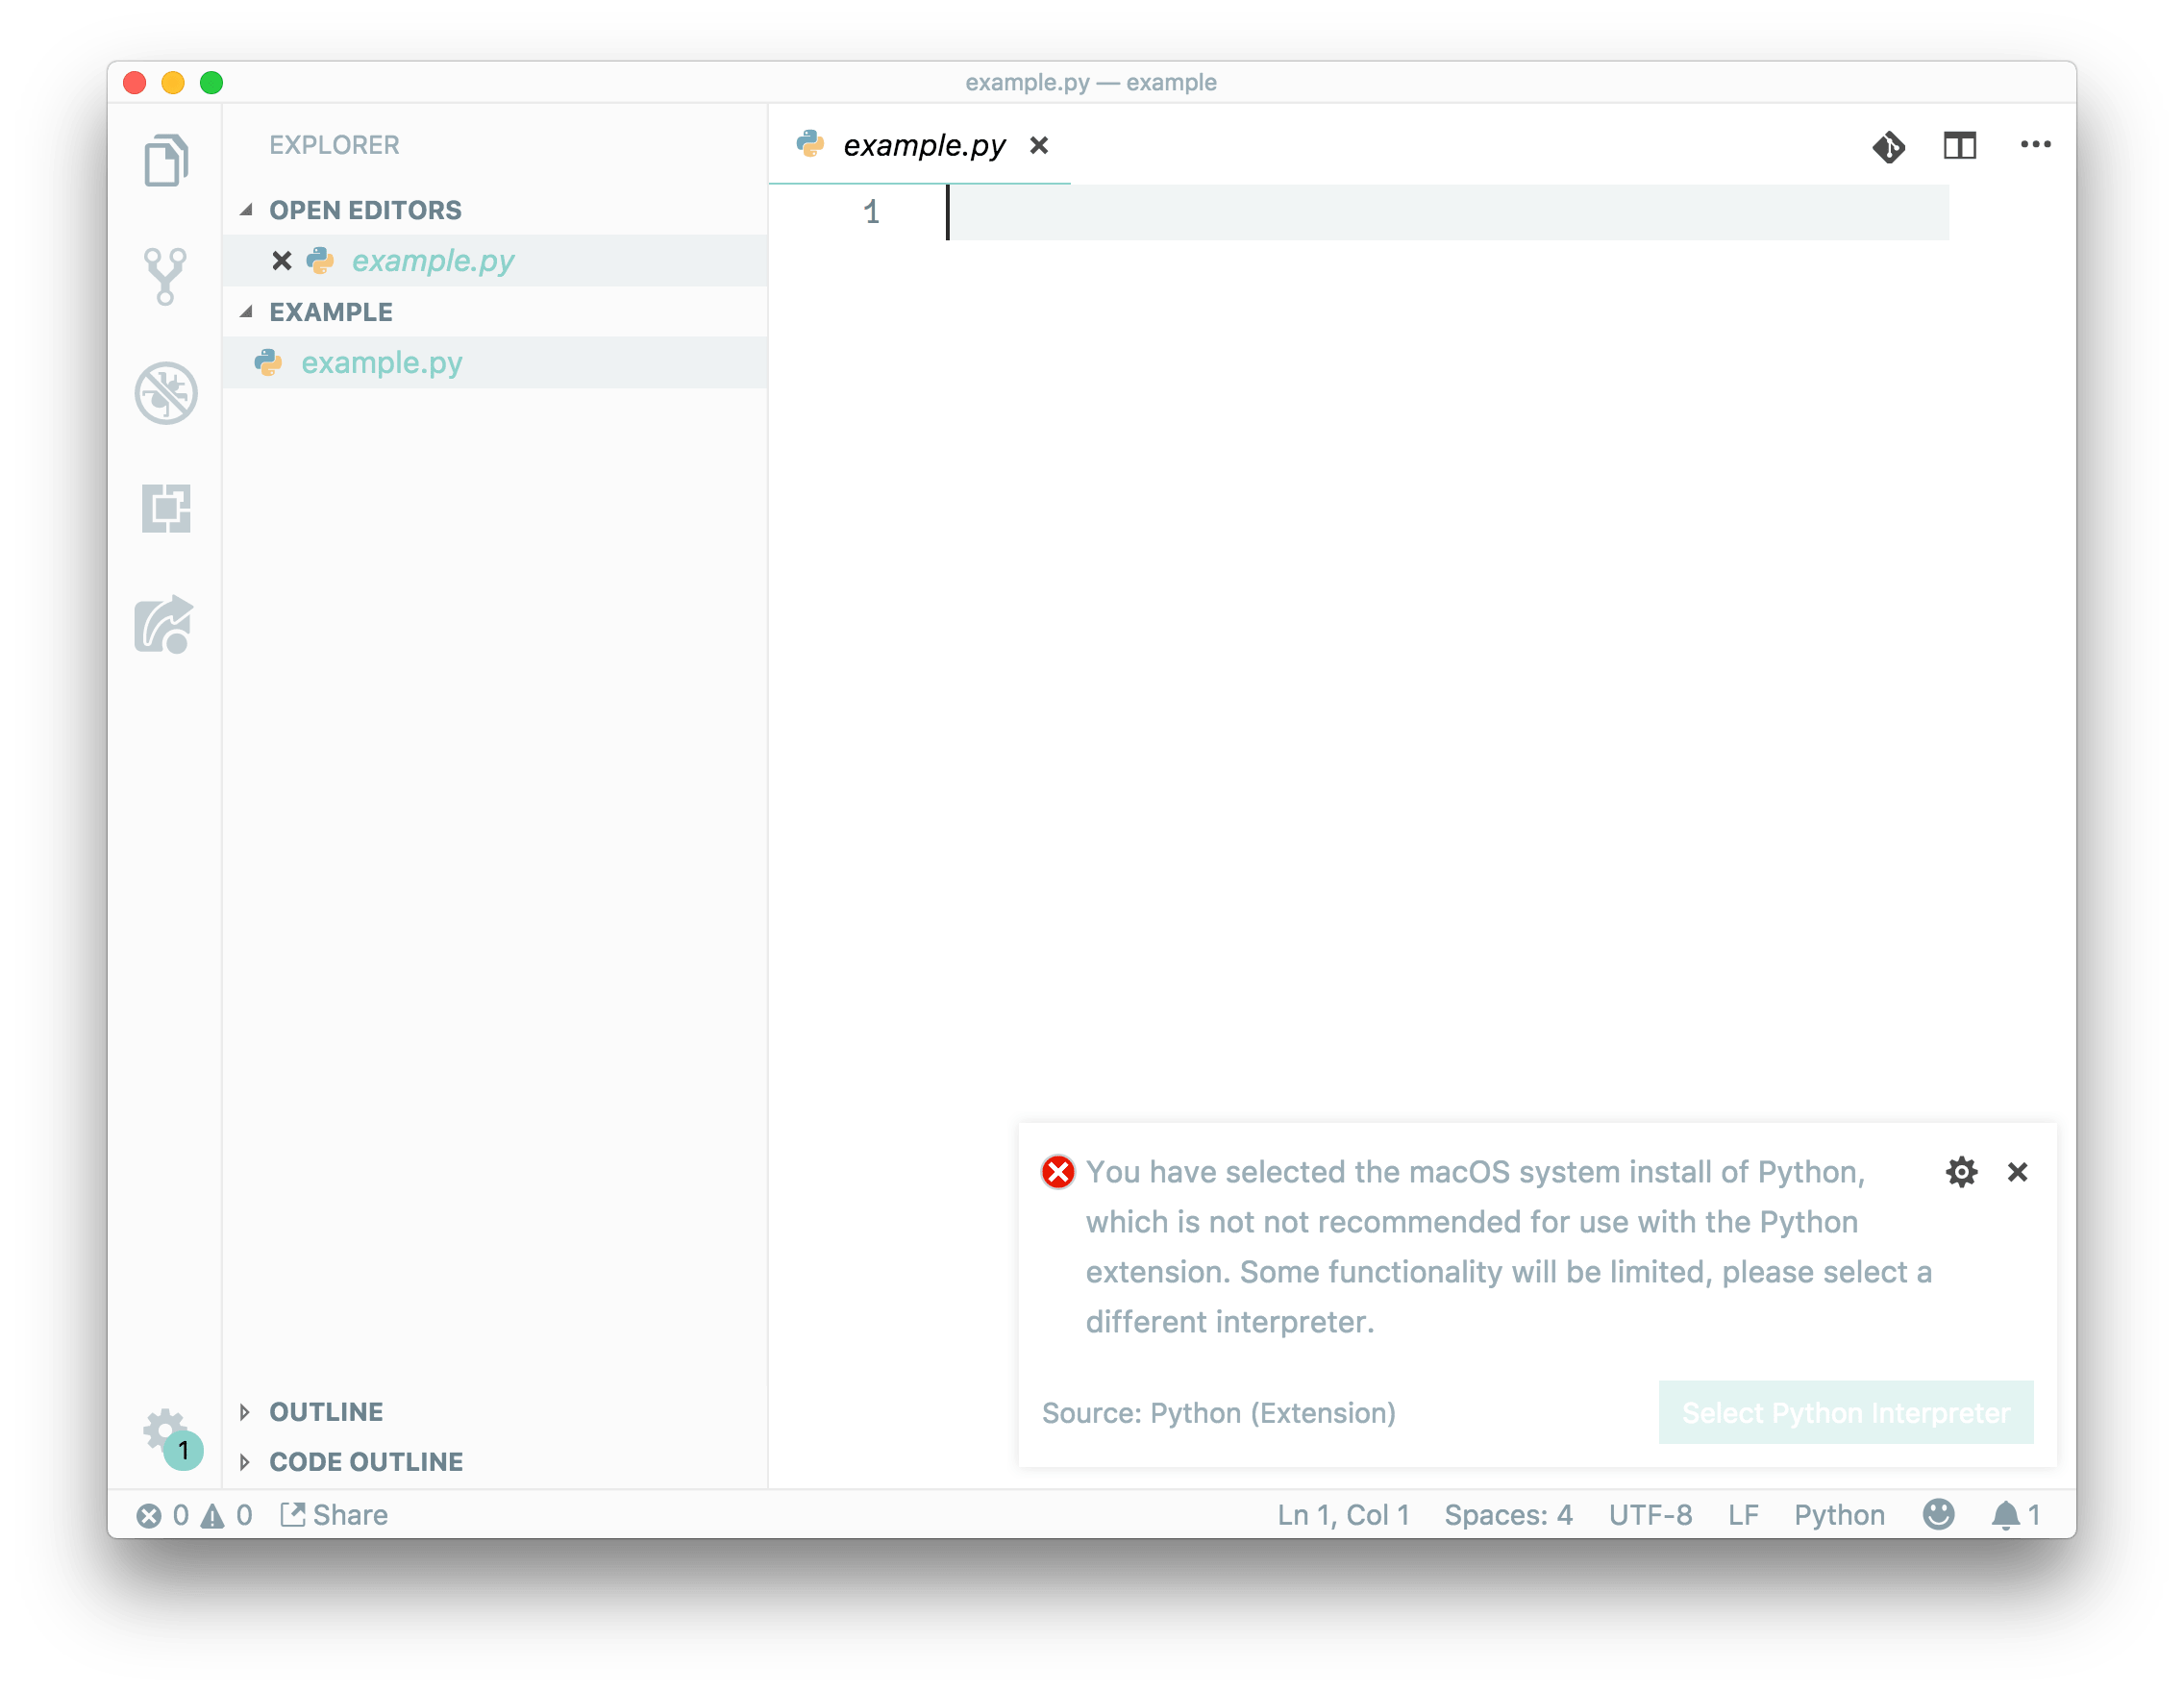 example.py — example
EXPLORER
OPEN EDITORS
example.py
EXAMPLE
example.py
OUTLINE
CODE OUTLINE
example.py
1
You have selected the macOS system install of Python,
which is not not recommended for use with the Python
extension. Some functionality will be limited, please select a
different interpreter.
Source: Python (Extension)
Select Python Interpreter
1
0 0 Share
Ln 1, Col 1 Spaces: 4 UTF-8 LF Python 1